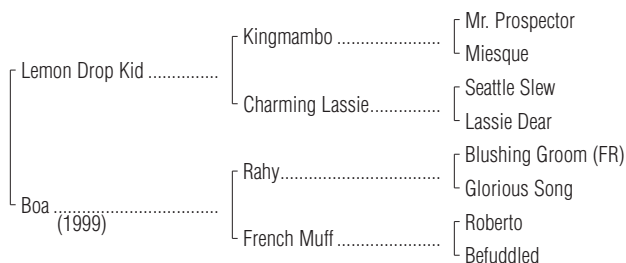 Mr. Prospector
Kingmambo ....................
Miesque
Lemon Drop Kid ..............
Seattle Slew
Charming Lassie..............
Lassie Dear
Blushing Groom (FR)
Rahy...............................
Glorious Song
Boa ................................
(1999)
Roberto
French Muff ....................
Befuddled